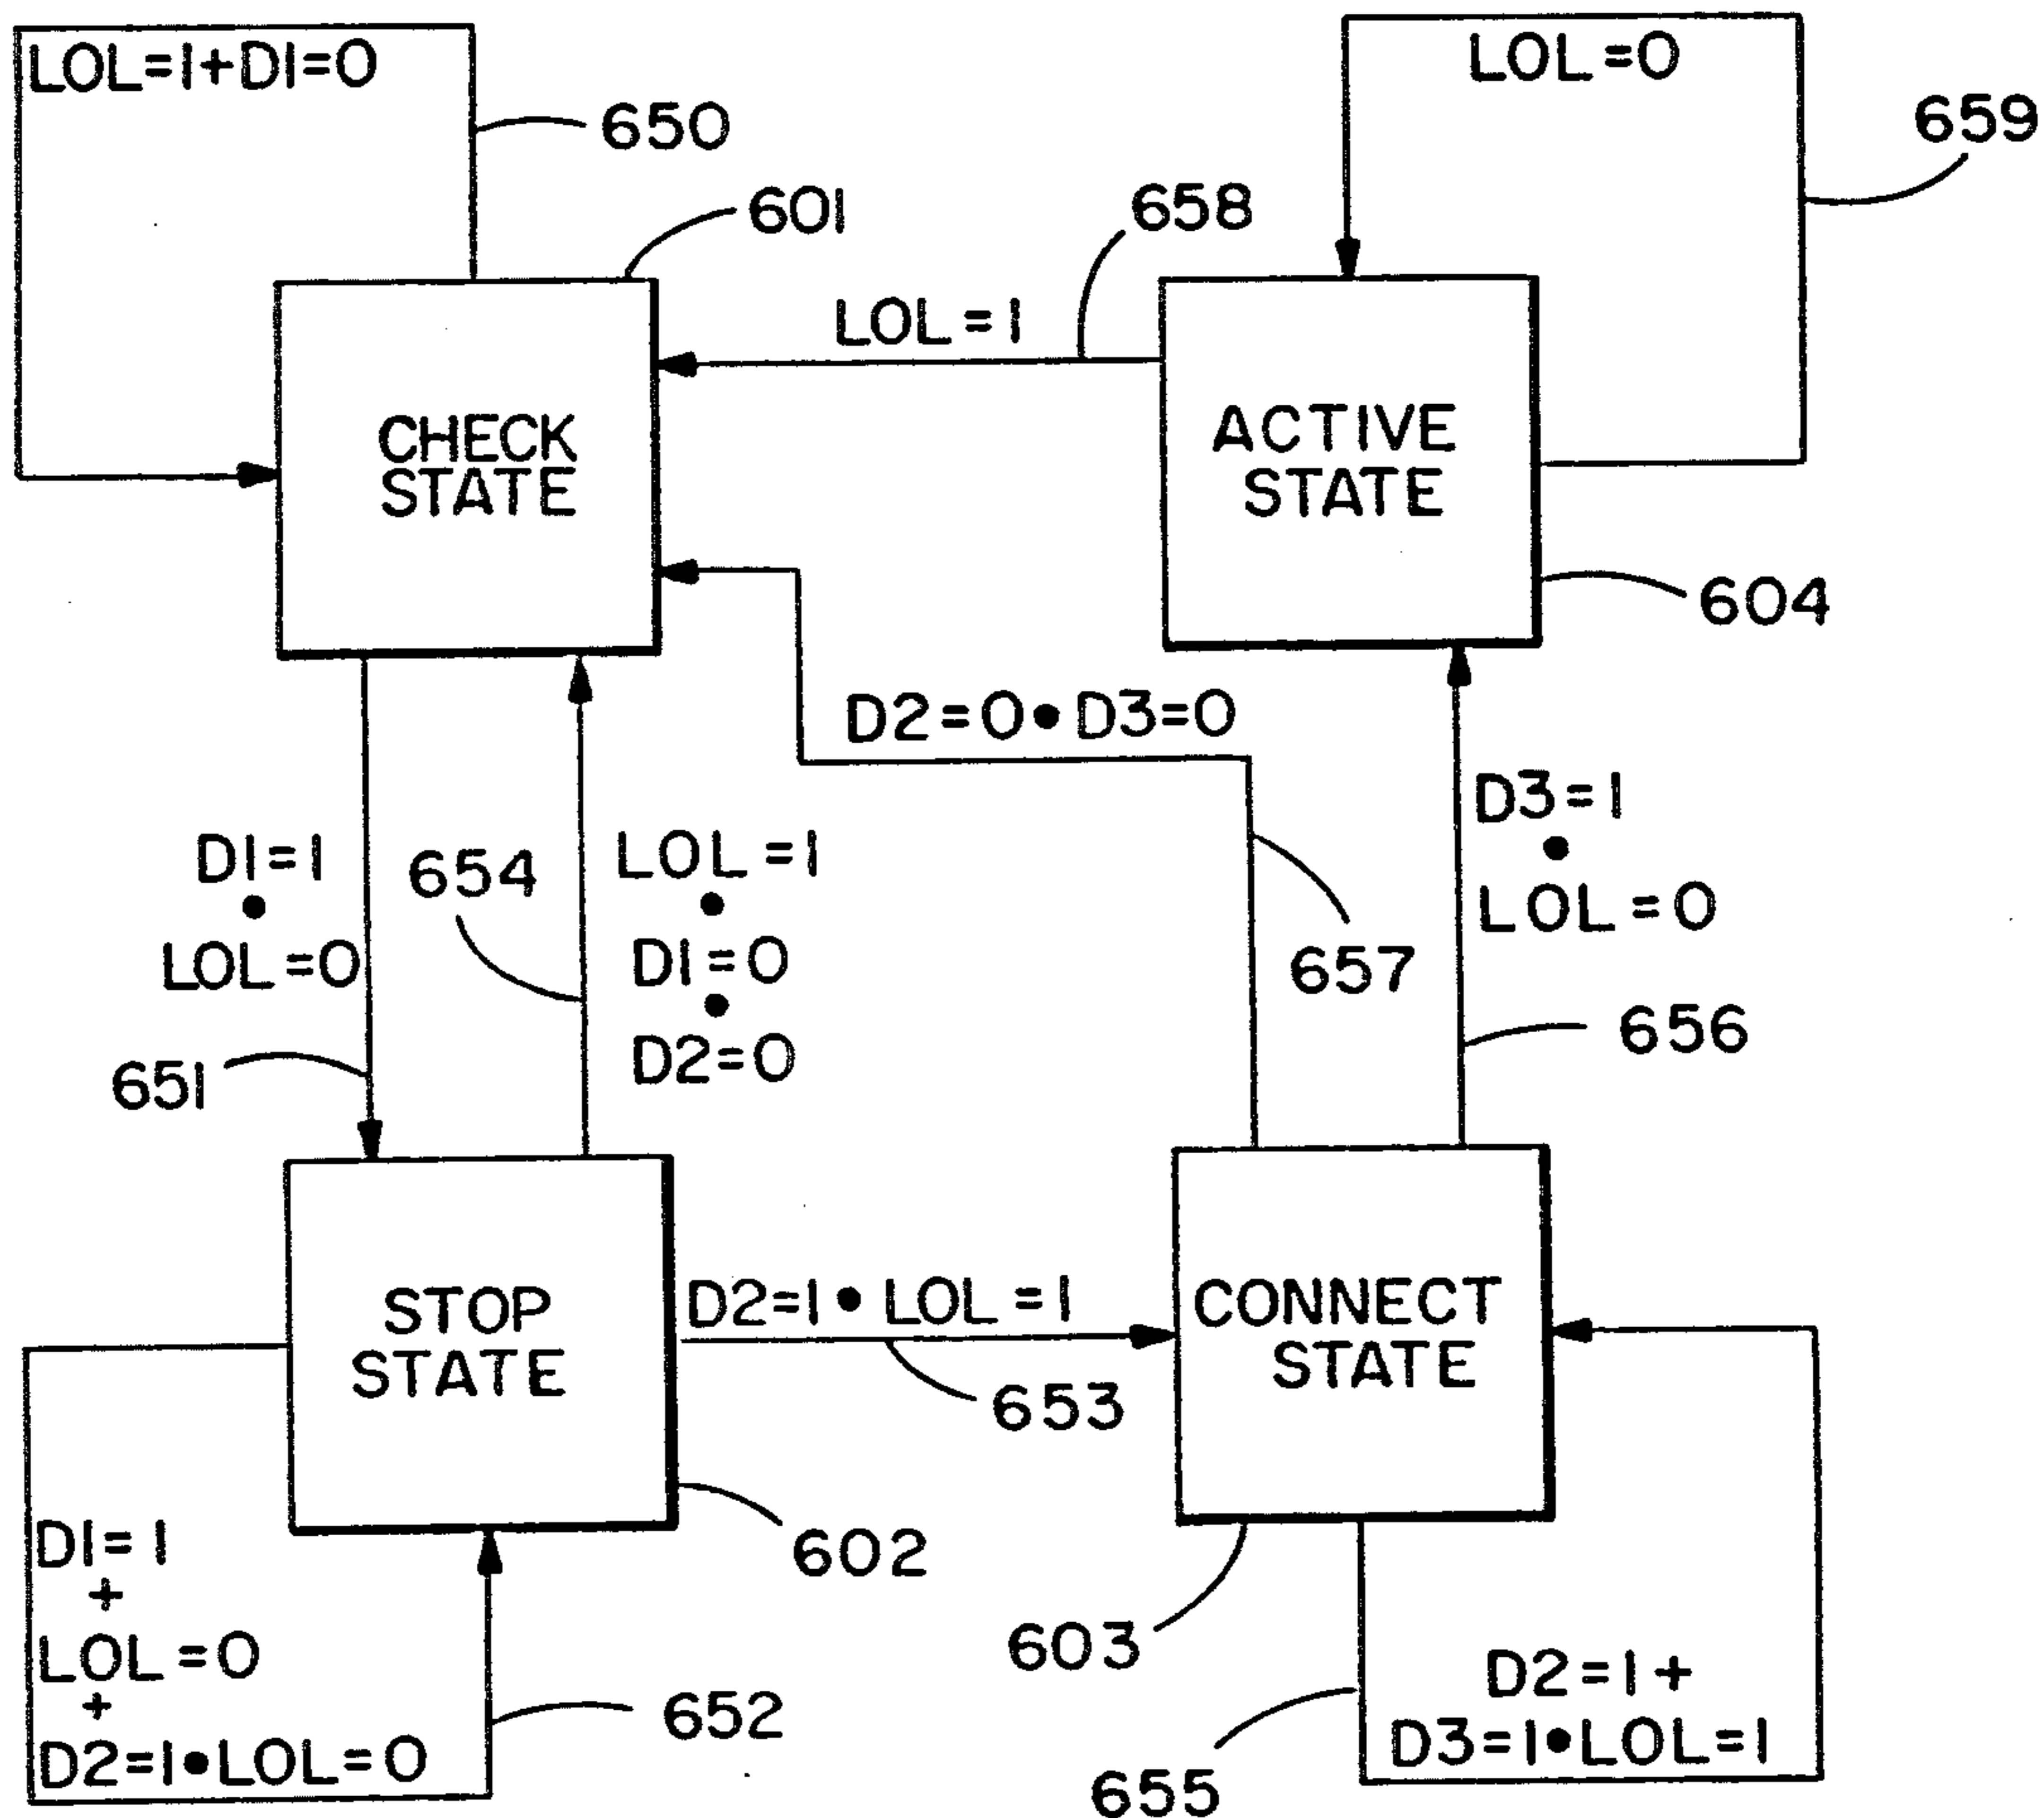 LOL=1+D1=0
650
601
LOL=0
659
658
LOL=1
CHECK
STATE
ACTIVE
STATE
604
D2=0•D3=0
D1=1
•
LOL=0
651
654
LOL=1
•
D1=0
•
D2=0
657
D3=1
•
LOL=0
656
STOP
STATE
D2=1•LOL=1
653
CONNECT
STATE
602
603
D1=1
+
LOL=0
+
D2=1•LOL=0
652
D2=1+
D3=1•LOL=1
655